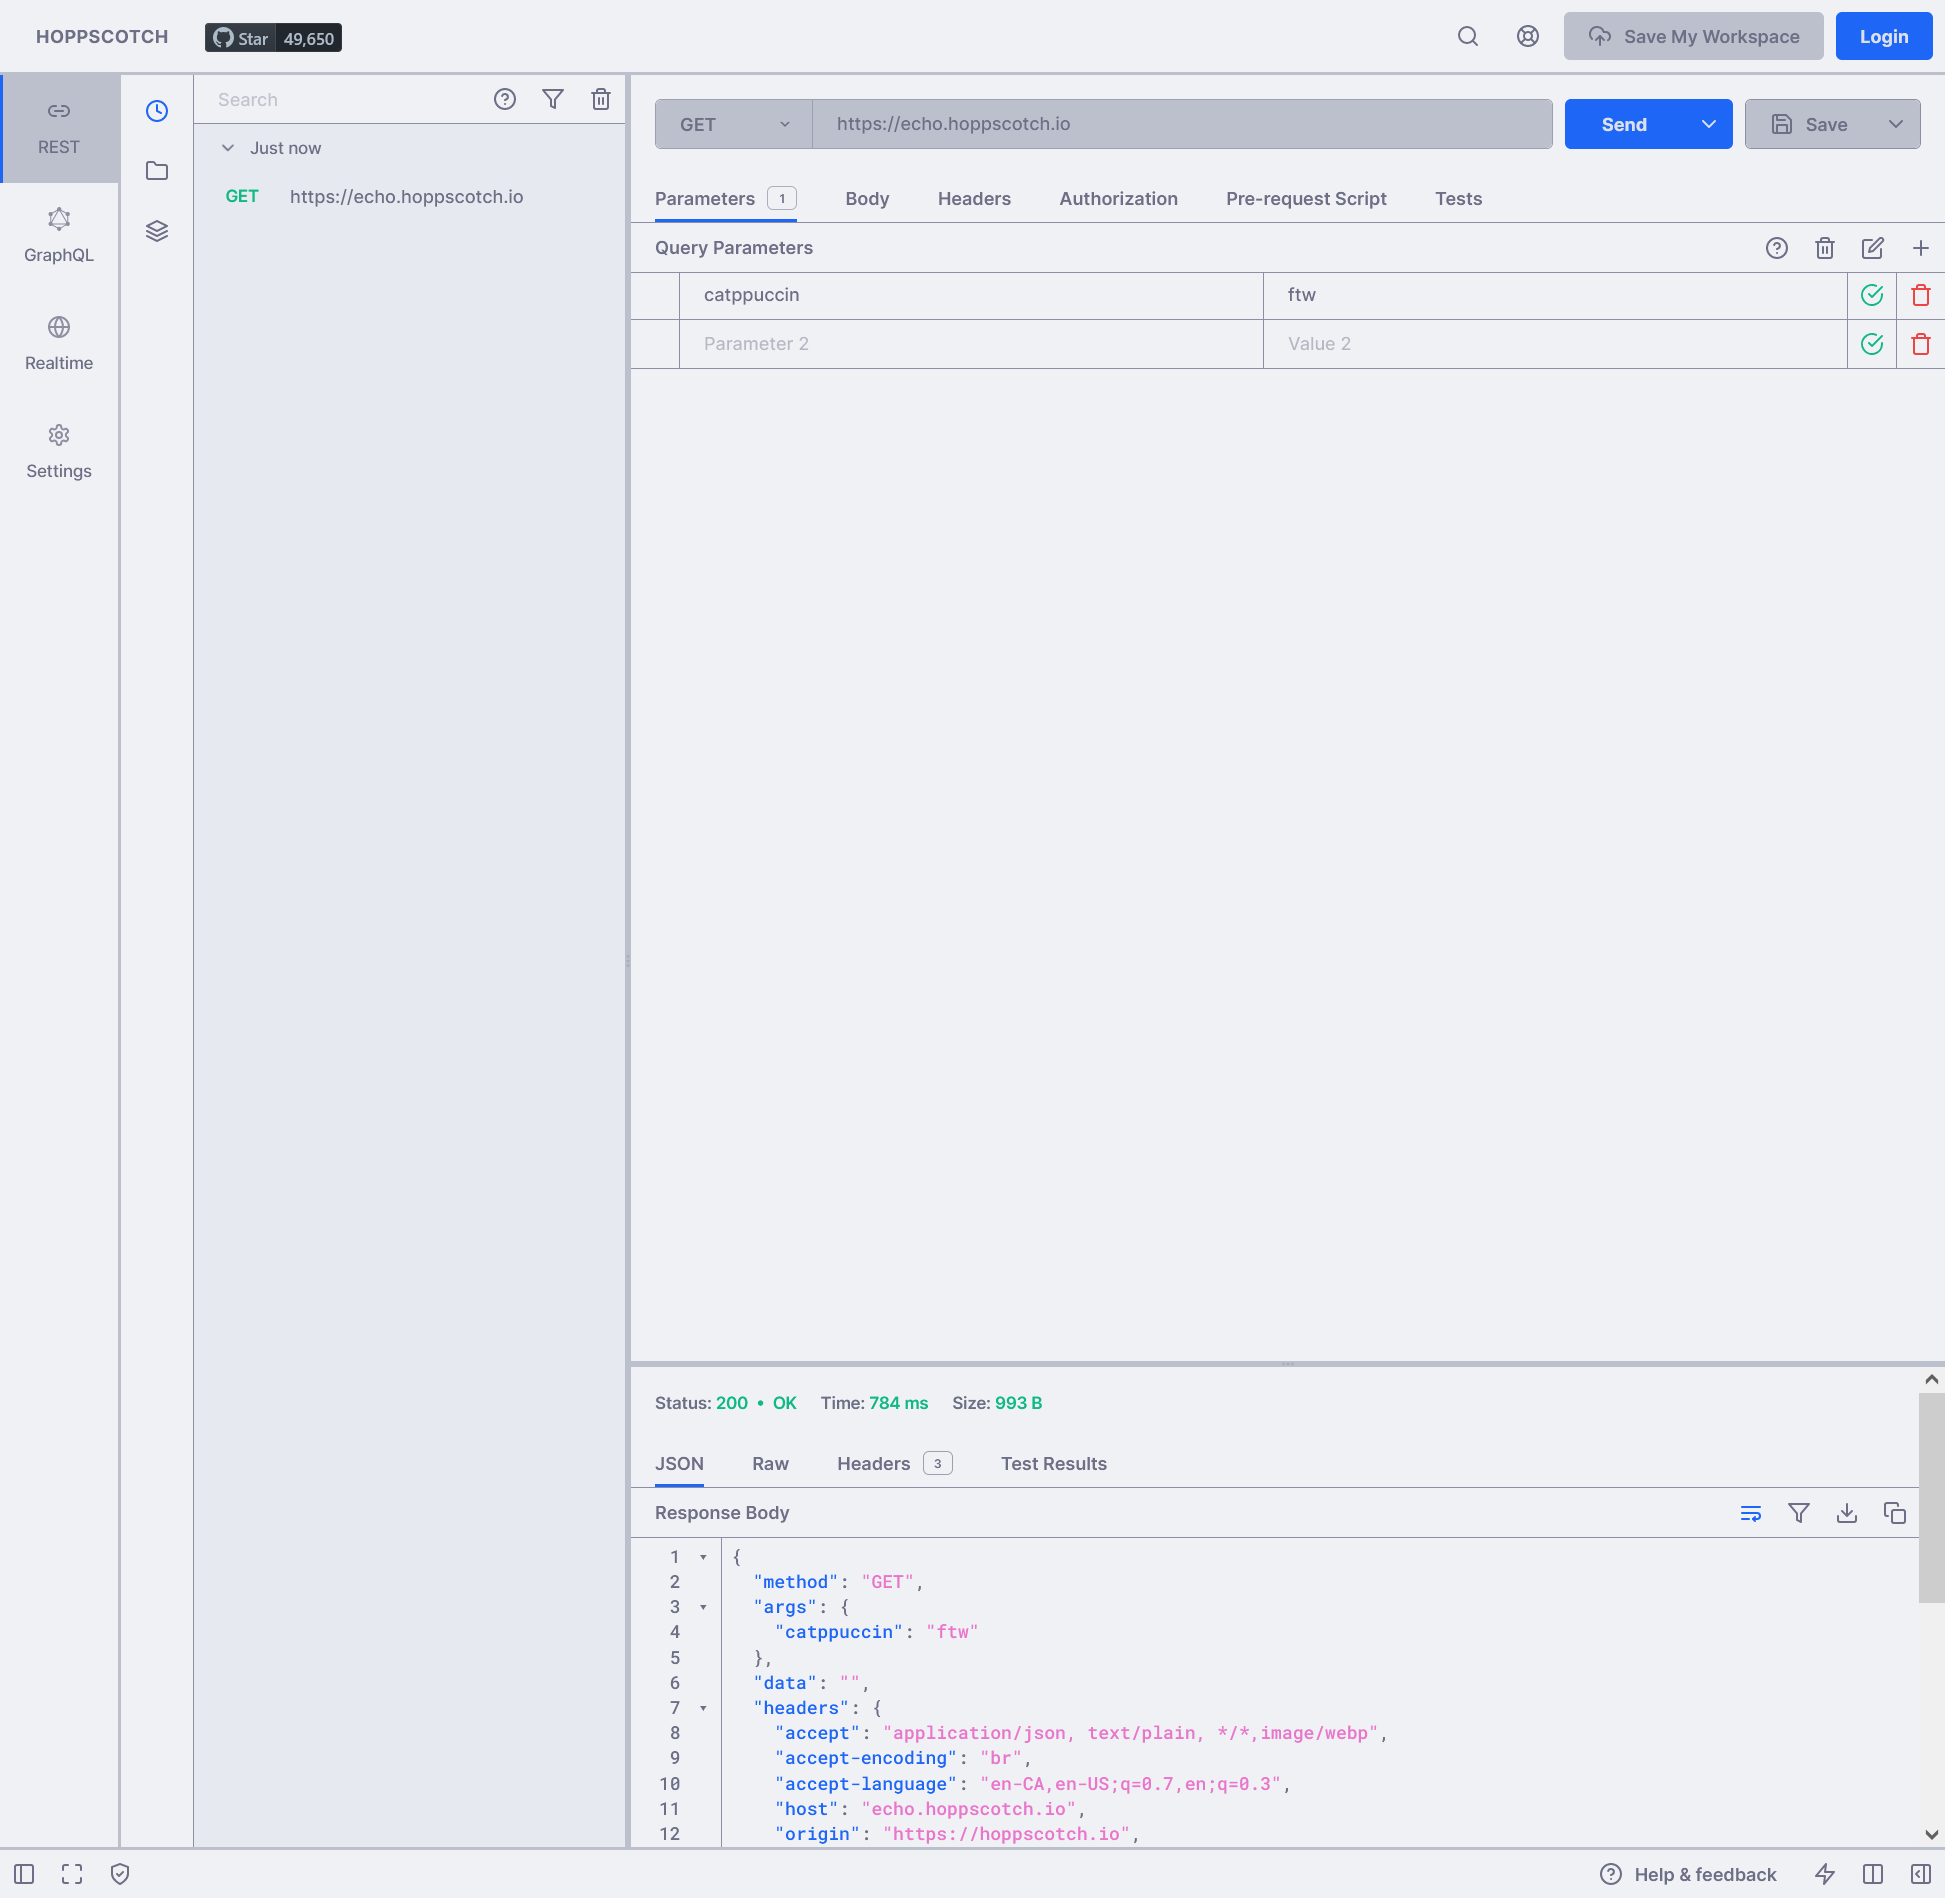 HOPPSCOTCH
Star 49,650
Save My Workspace
Login
REST
GraphQL
Realtime
Settings
Search
Just now
GET https://echo.hoppscotch.io
GET https://echo.hoppscotch.io
Send
Save
Parameters 1 Body Headers Authorization Pre-request Script Tests
Query Parameters
catppuccin ftw
Parameter 2 Value 2
Status: 200 • OK Time: 784 ms Size: 993 B
JSON Raw Headers 3 Test Results
Response Body
1 {
2 "method": "GET",
3 "args": {
4 "catppuccin": "ftw"
5 },
6 "data": "",
7 "headers": {
8 "accept": "application/json, text/plain, */*,image/webp",
9 "accept-encoding": "br",
10 "accept-language": "en-CA,en-US;q=0.7,en;q=0.3",
11 "host": "echo.hoppscotch.io",
12 "origin": "https://hoppscotch.io",
Help & feedback